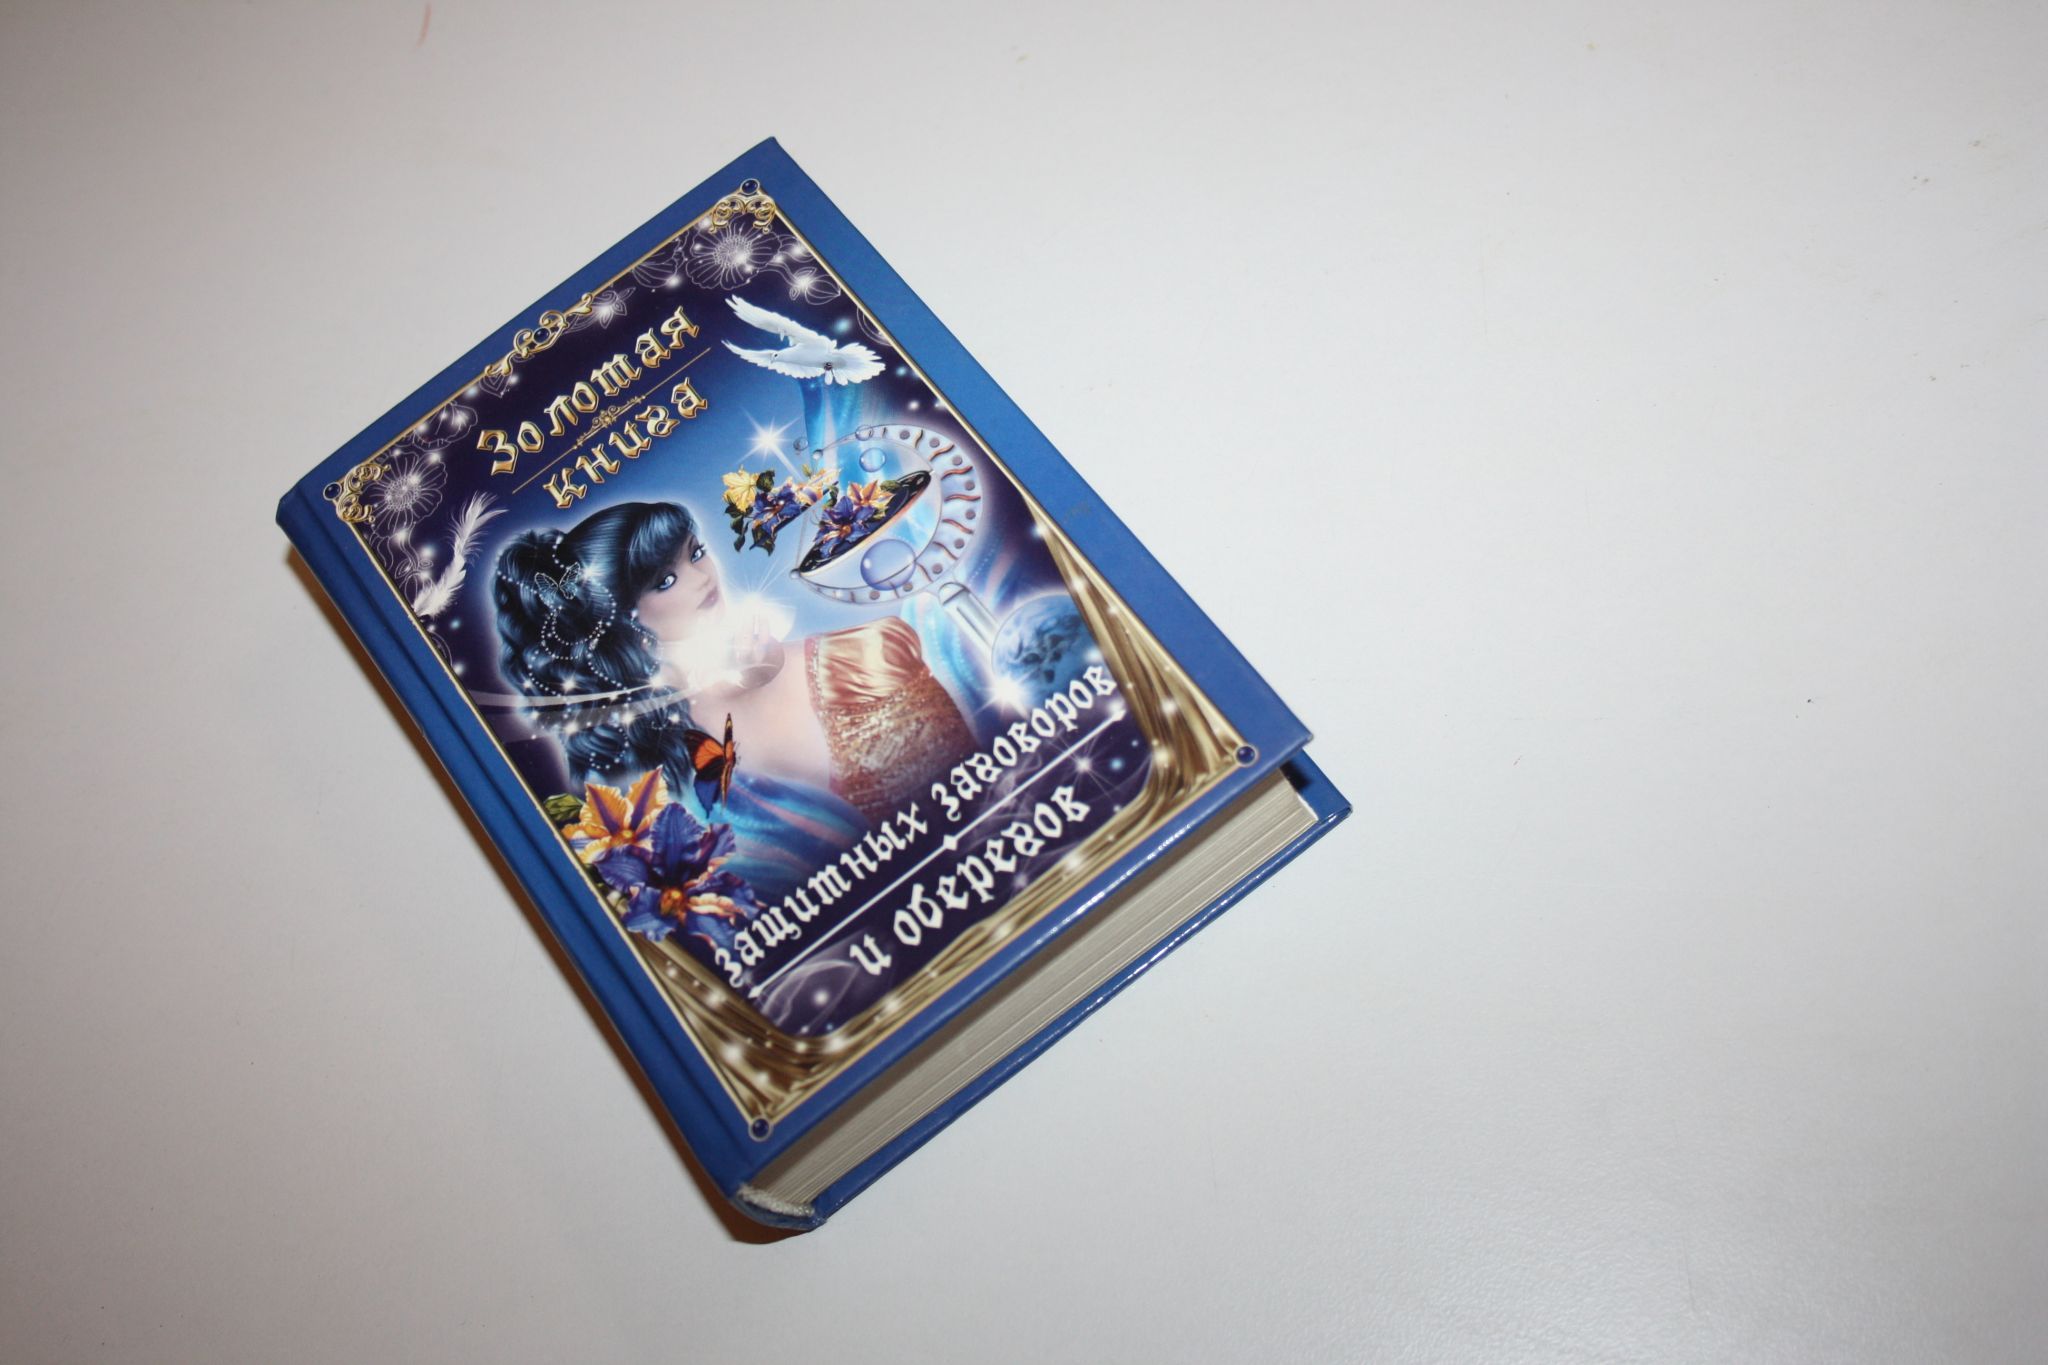 Золотая
книга
защитных заговоров
и оберегов